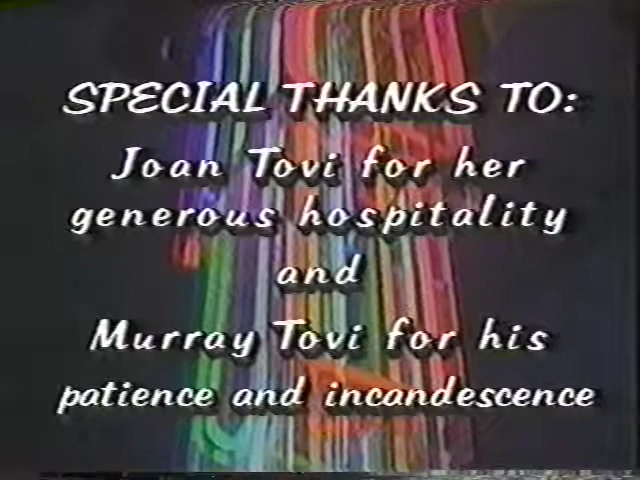 SPECIAL THANKS TO:
Joan Tovi for her
generous hospitality
and
Murray Tovi for his
patience and incandescence